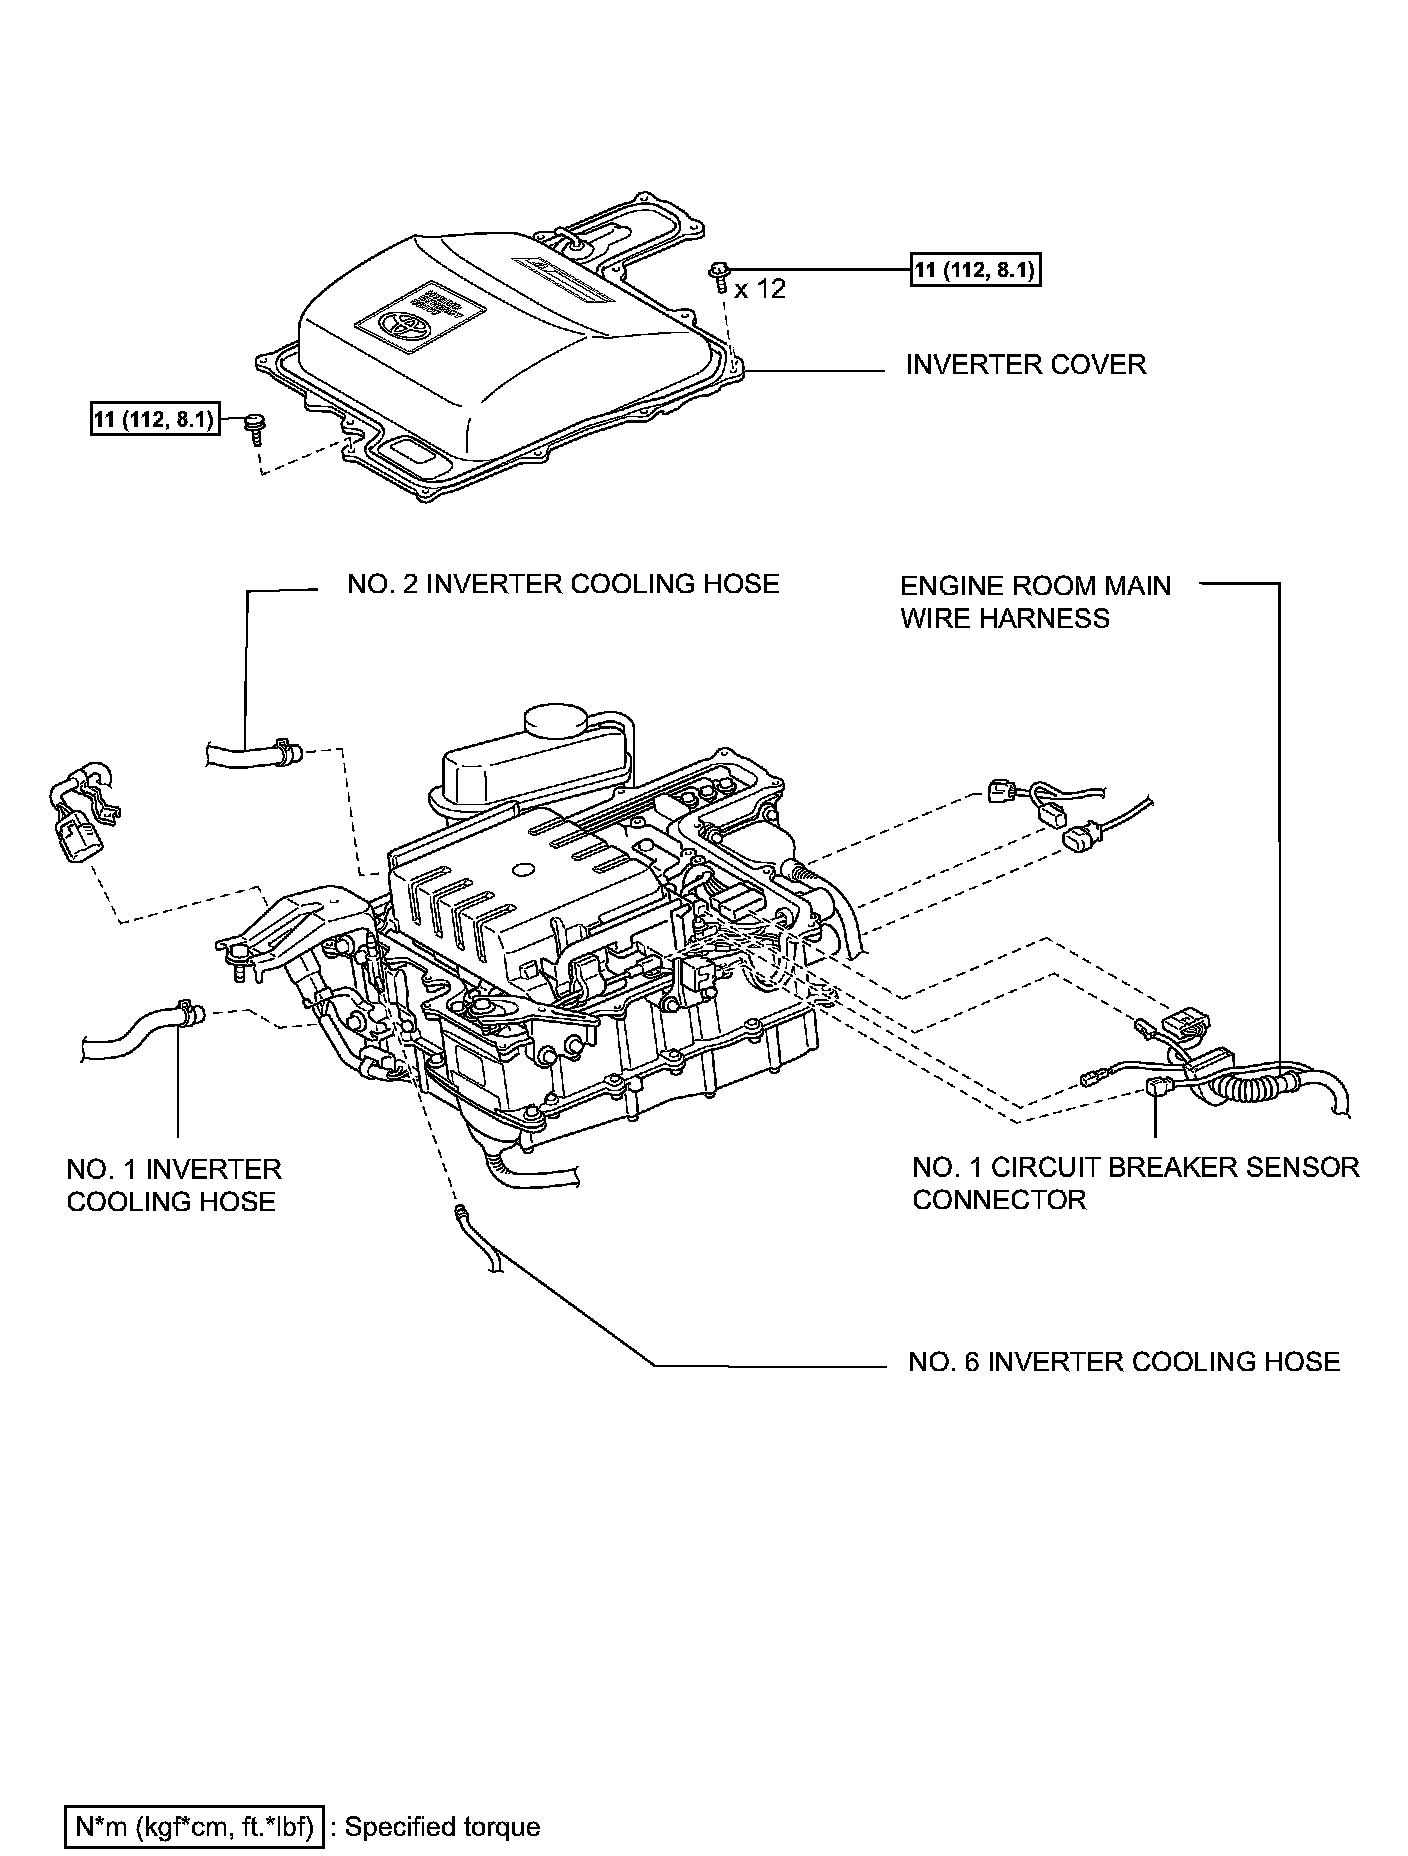 11 (112, 8.1)
x 12
INVERTER COVER
11 (112, 8.1)
NO. 2 INVERTER COOLING HOSE
ENGINE ROOM MAIN
WIRE HARNESS
NO. 1 INVERTER
COOLING HOSE
NO. 1 CIRCUIT BREAKER SENSOR
CONNECTOR
NO. 6 INVERTER COOLING HOSE
N*m (kgf*cm, ft.*lbf) : Specified torque